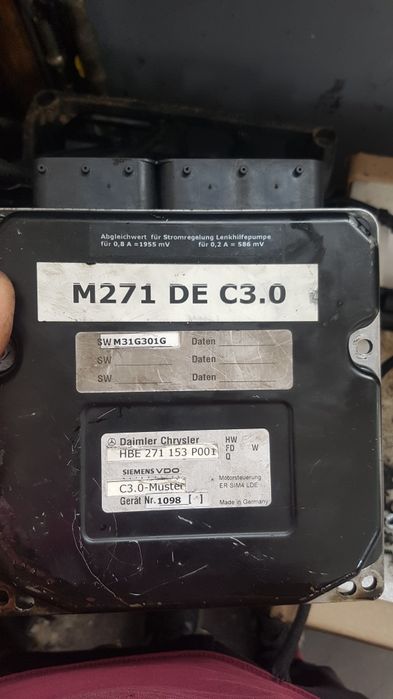 Abgleichwert für Stromregelung Lenkhilfepumpe
für 0,8 A =1955 mV für 0,2 A = 586 mV
M271 DE C3.0
SW M31G301G Daten
SW Daten
SW Daten
Daimler Chrysler HW
HBE 271 153 P001 FD W
Q
SIEMENS VDO Motorsteuerung
C3.0-Muster ER SIM4 LDE
Gerät Nr. 1098 [ ] Made in Germany